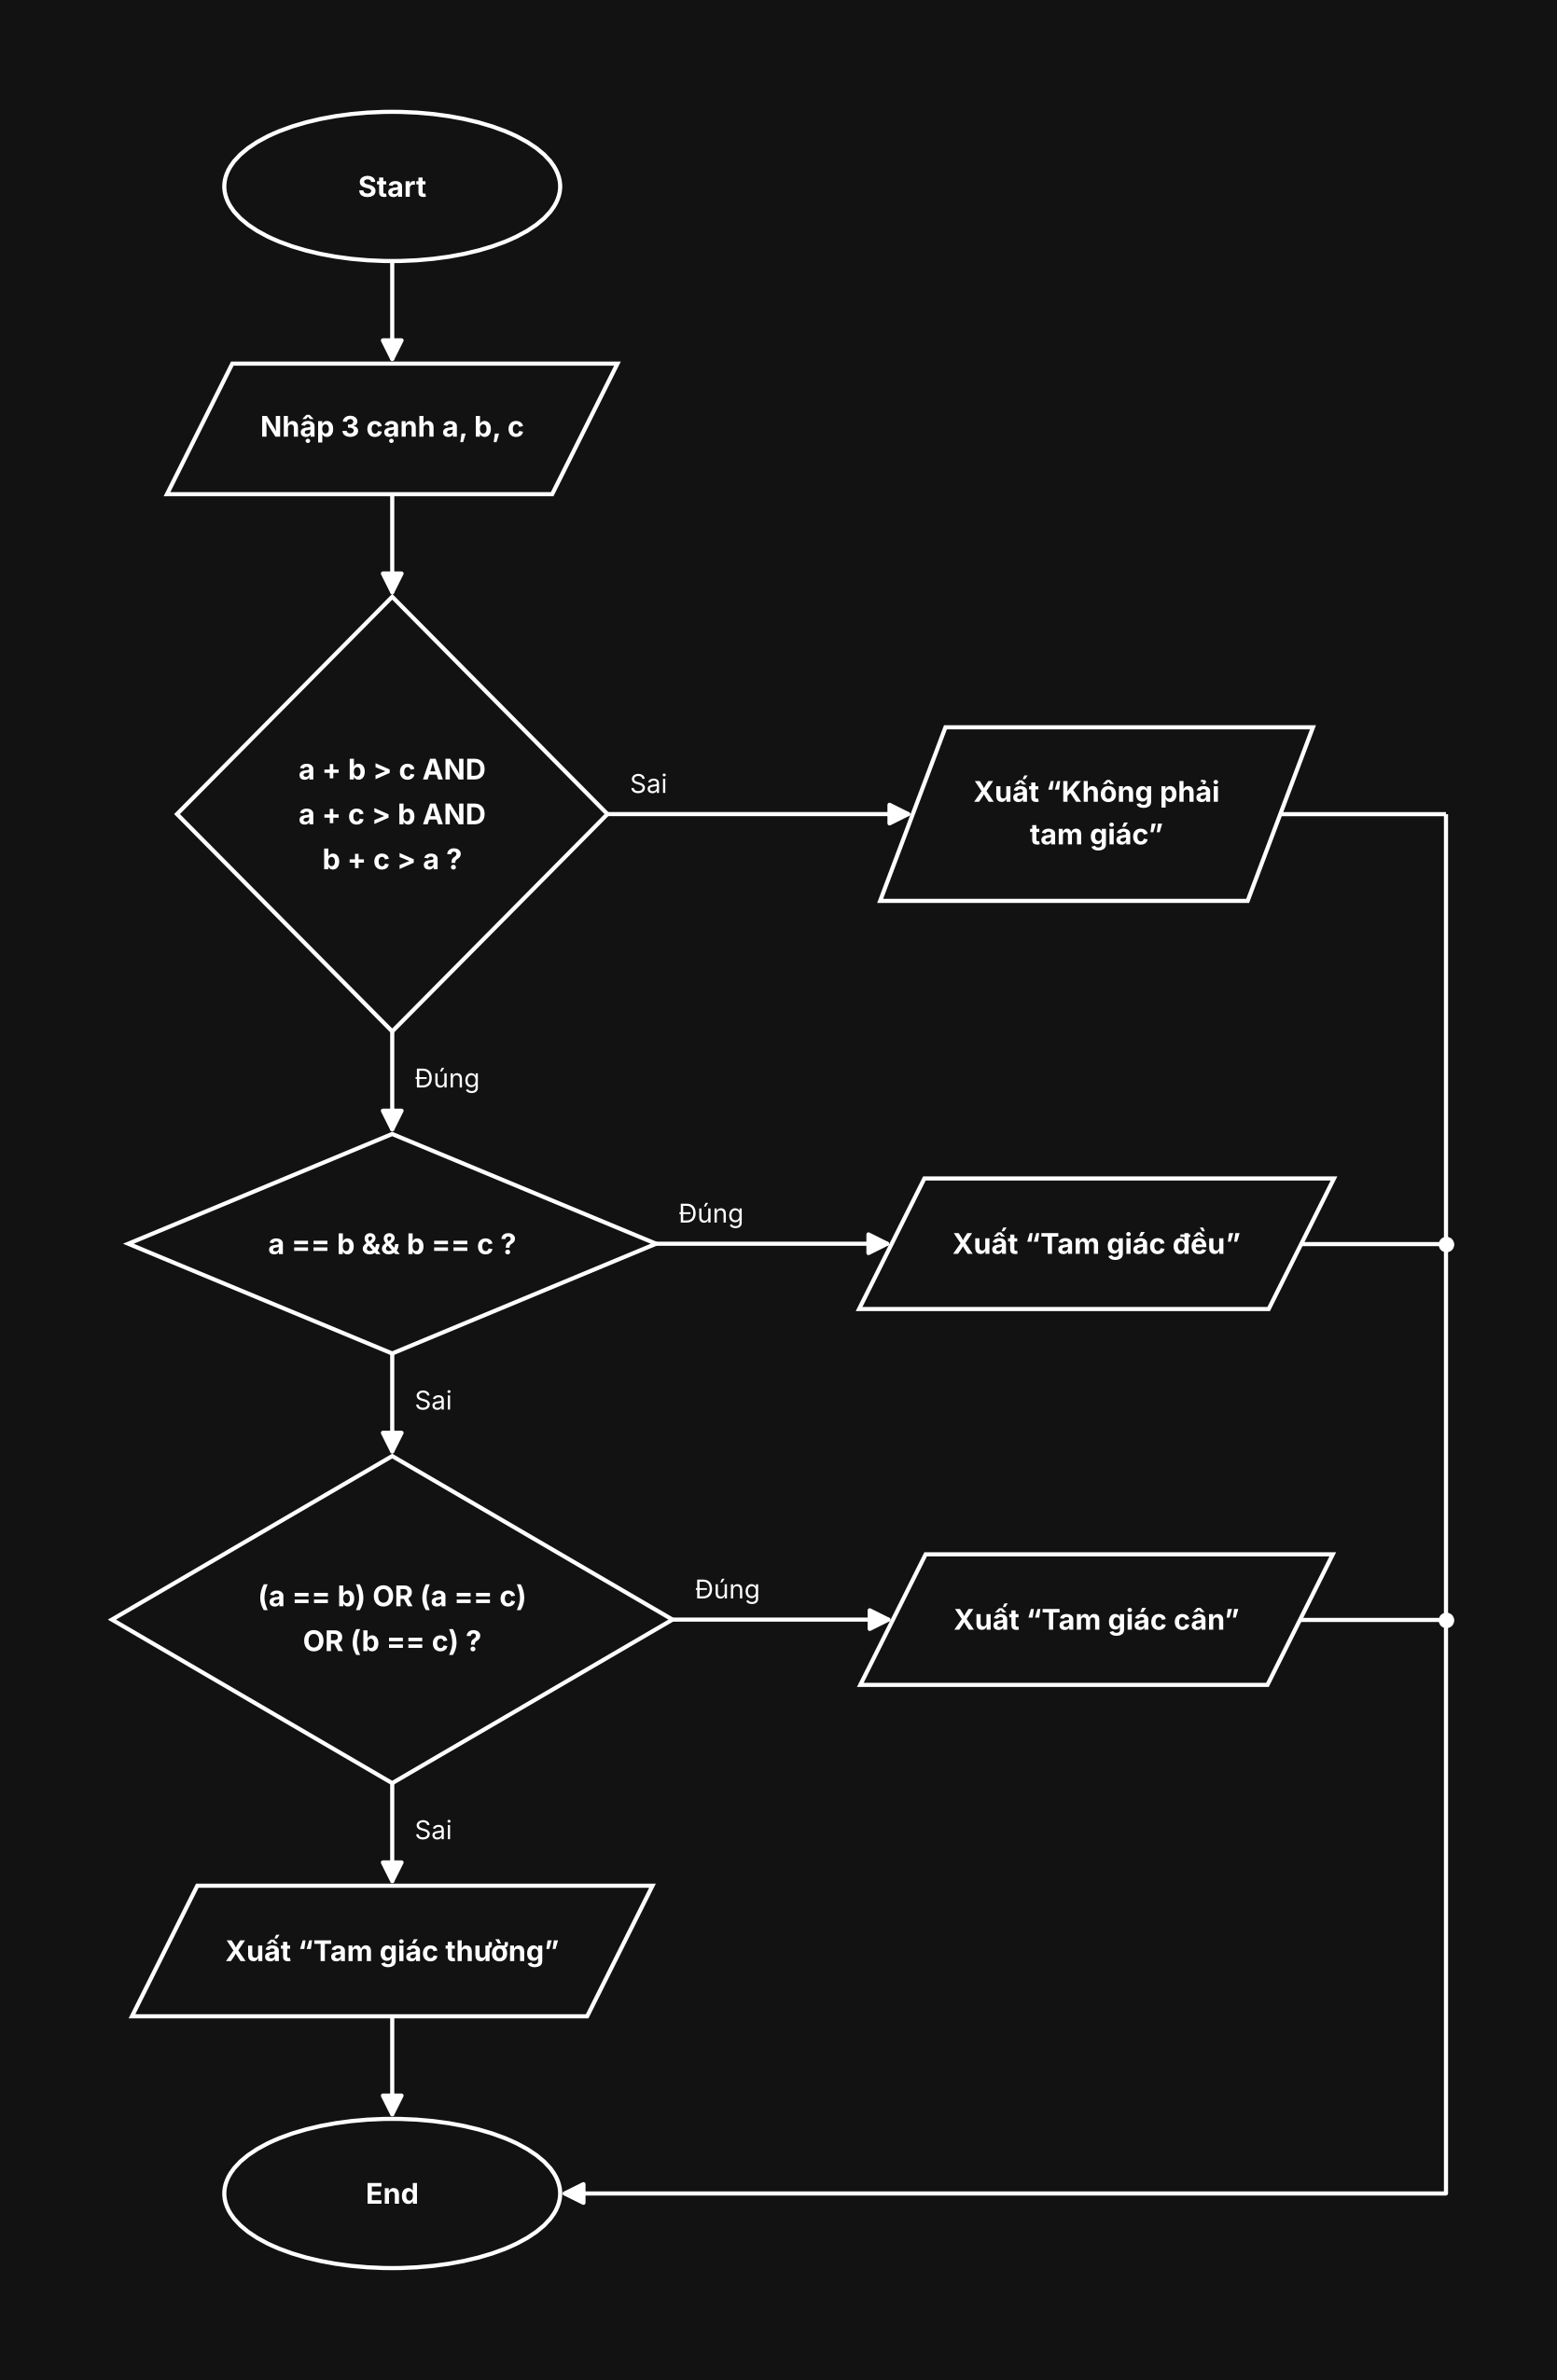 Start
Nhập 3 cạnh a, b, c
a + b > c AND
a + c > b AND
b + c > a ?
Sai
Xuất “Không phải
tam giác”
Đúng
a == b && b == c ?
Đúng
Xuất “Tam giác đều”
Sai
(a == b) OR (a == c)
OR (b == c) ?
Đúng
Xuất “Tam giác cân”
Sai
Xuất “Tam giác thường”
End